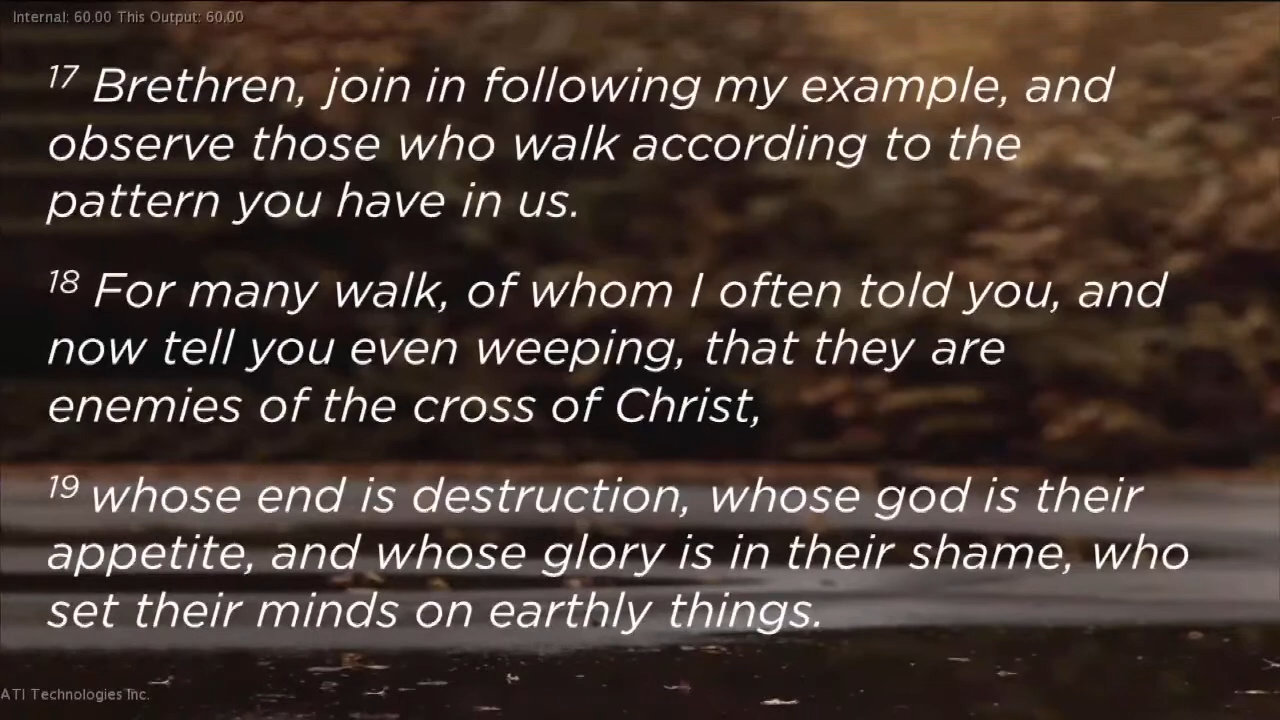 Internal: 60.00 This Output: 60.00
17 Brethren, join in following my example, and
observe those who walk according to the
pattern you have in us.
18 For many walk, of whom I often told you, and
now tell you even weeping, that they are
enemies of the cross of Christ,
19 whose end is destruction, whose god is their
appetite, and whose glory is in their shame, who
set their minds on earthly things.
ATI Technologies Inc.